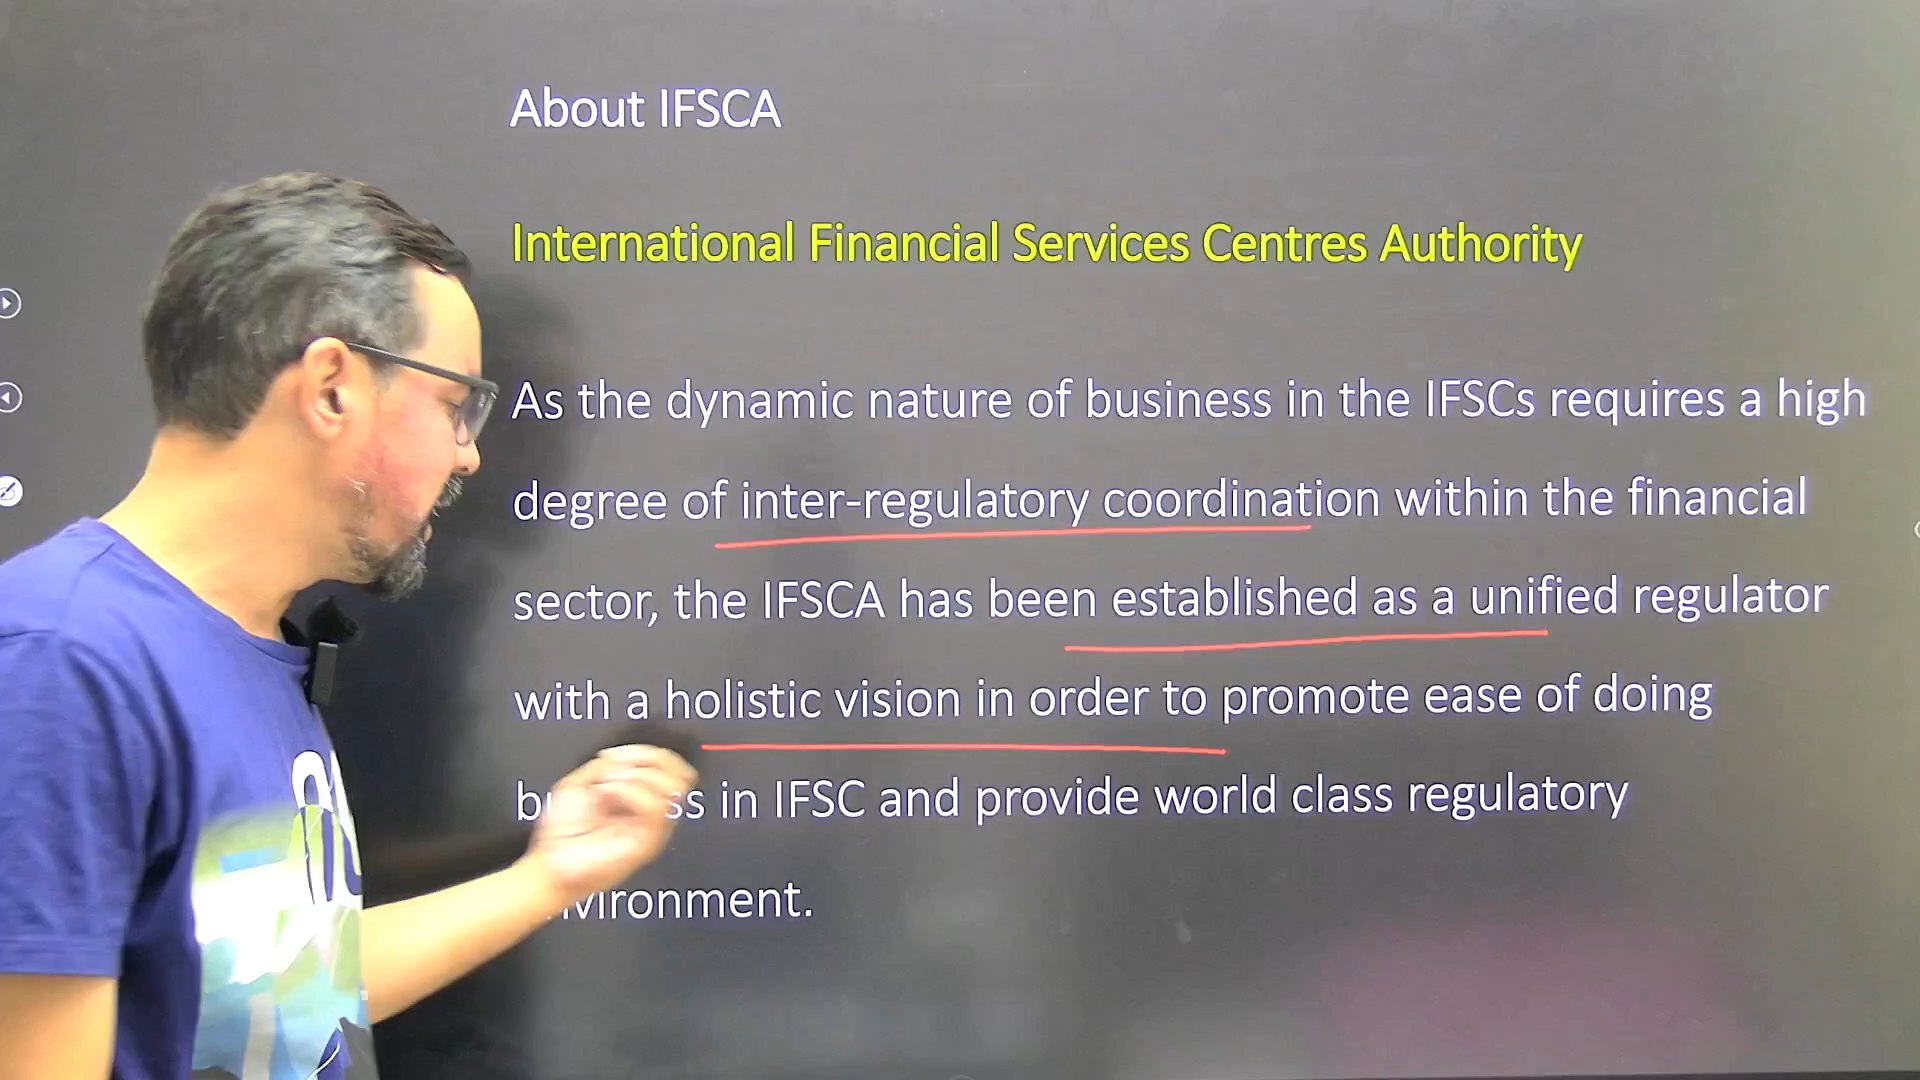 About IFSCA
International Financial Services Centres Authority
As the dynamic nature of business in the IFSCs requires a high
degree of inter-regulatory coordination within the financial
sector, the IFSCA has been established as a unified regulator
with a holistic vision in order to promote ease of doing
in IFSC and provide world class regulatory